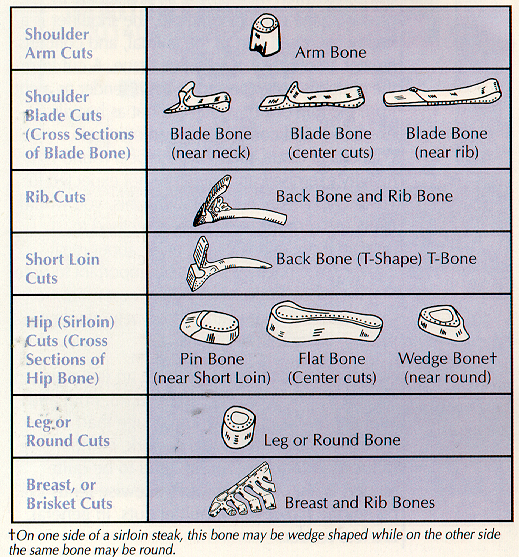 Shoulder
Arm Cuts
Arm Bone
Shoulder
Blade Cuts
(Cross Sections
of Blade Bone)
Blade Bone
(near neck)
Blade Bone
(center cuts)
Blade Bone
(near rib)
Rib.Cuts
Back Bone and Rib Bone
Short Loin
Cuts
Back Bone (T-Shape) T-Bone
Hip (Sirloin)
Cuts (Cross
Sections of
Hip Bone)
Pin Bone
(near Short Loin)
Flat Bone
(Center cuts)
Wedge Bone†
(near round)
Leg or
Round Cuts
Leg or Round Bone
Breast, or
Brisket Cuts
Breast and Rib Bones
†On one side of a sirloin steak, this bone may be wedge shaped while on the other side
the same bone may be round.